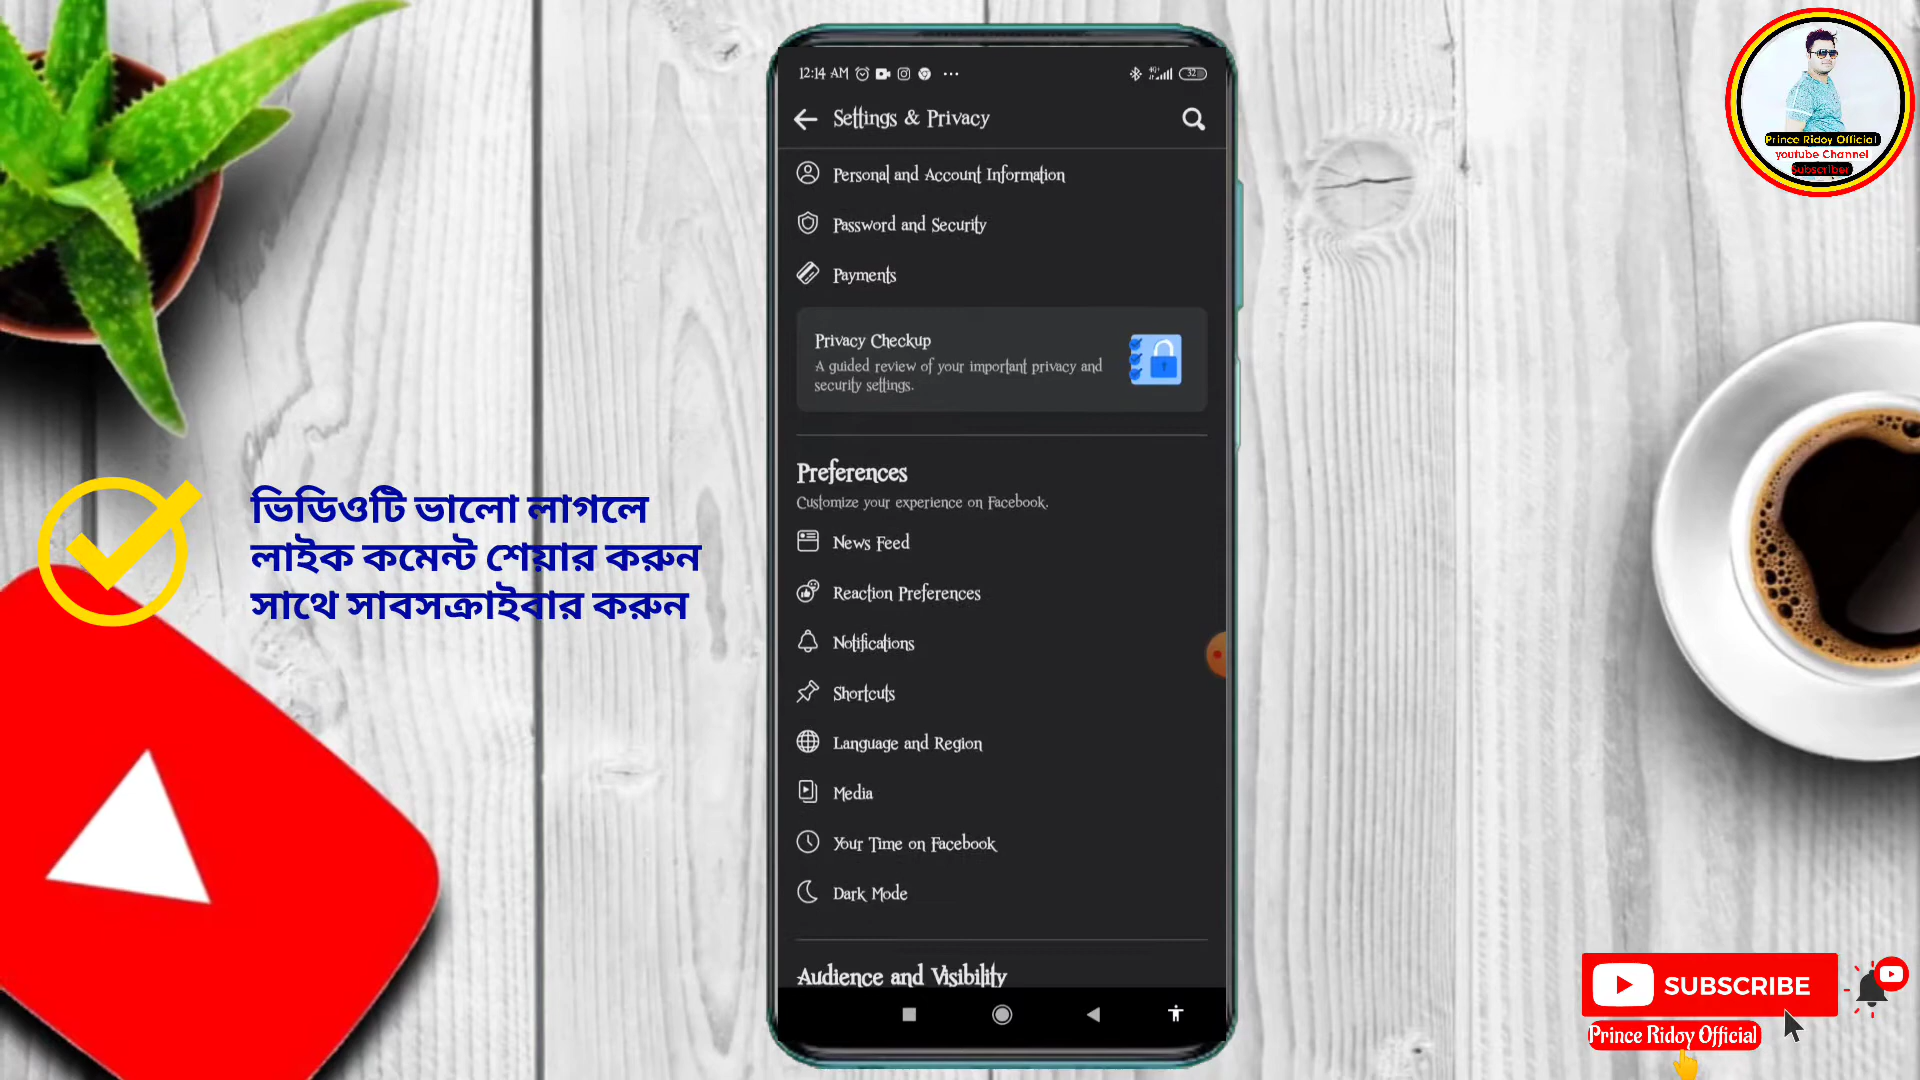 12:14 AM
32
Settings & Privacy
Personal and Account Information
Password and Security
Payments
Privacy Checkup
A guided review of your important privacy and
security settings.
Preferences
Customize your experience on Facebook.
News Feed
Reaction Preferences
Notifications
Shortcuts
Language and Region
Media
Your Time on Facebook
Dark Mode
Audience and Visibility
ভিডিওটি ভালো লাগলে
লাইক কমেন্ট শেয়ার করুন
সাথে সাবসক্রাইবার করুন
Prince Ridoy Official
youtube Channel
Subscriber
SUBSCRIBE
Prince Ridoy Official